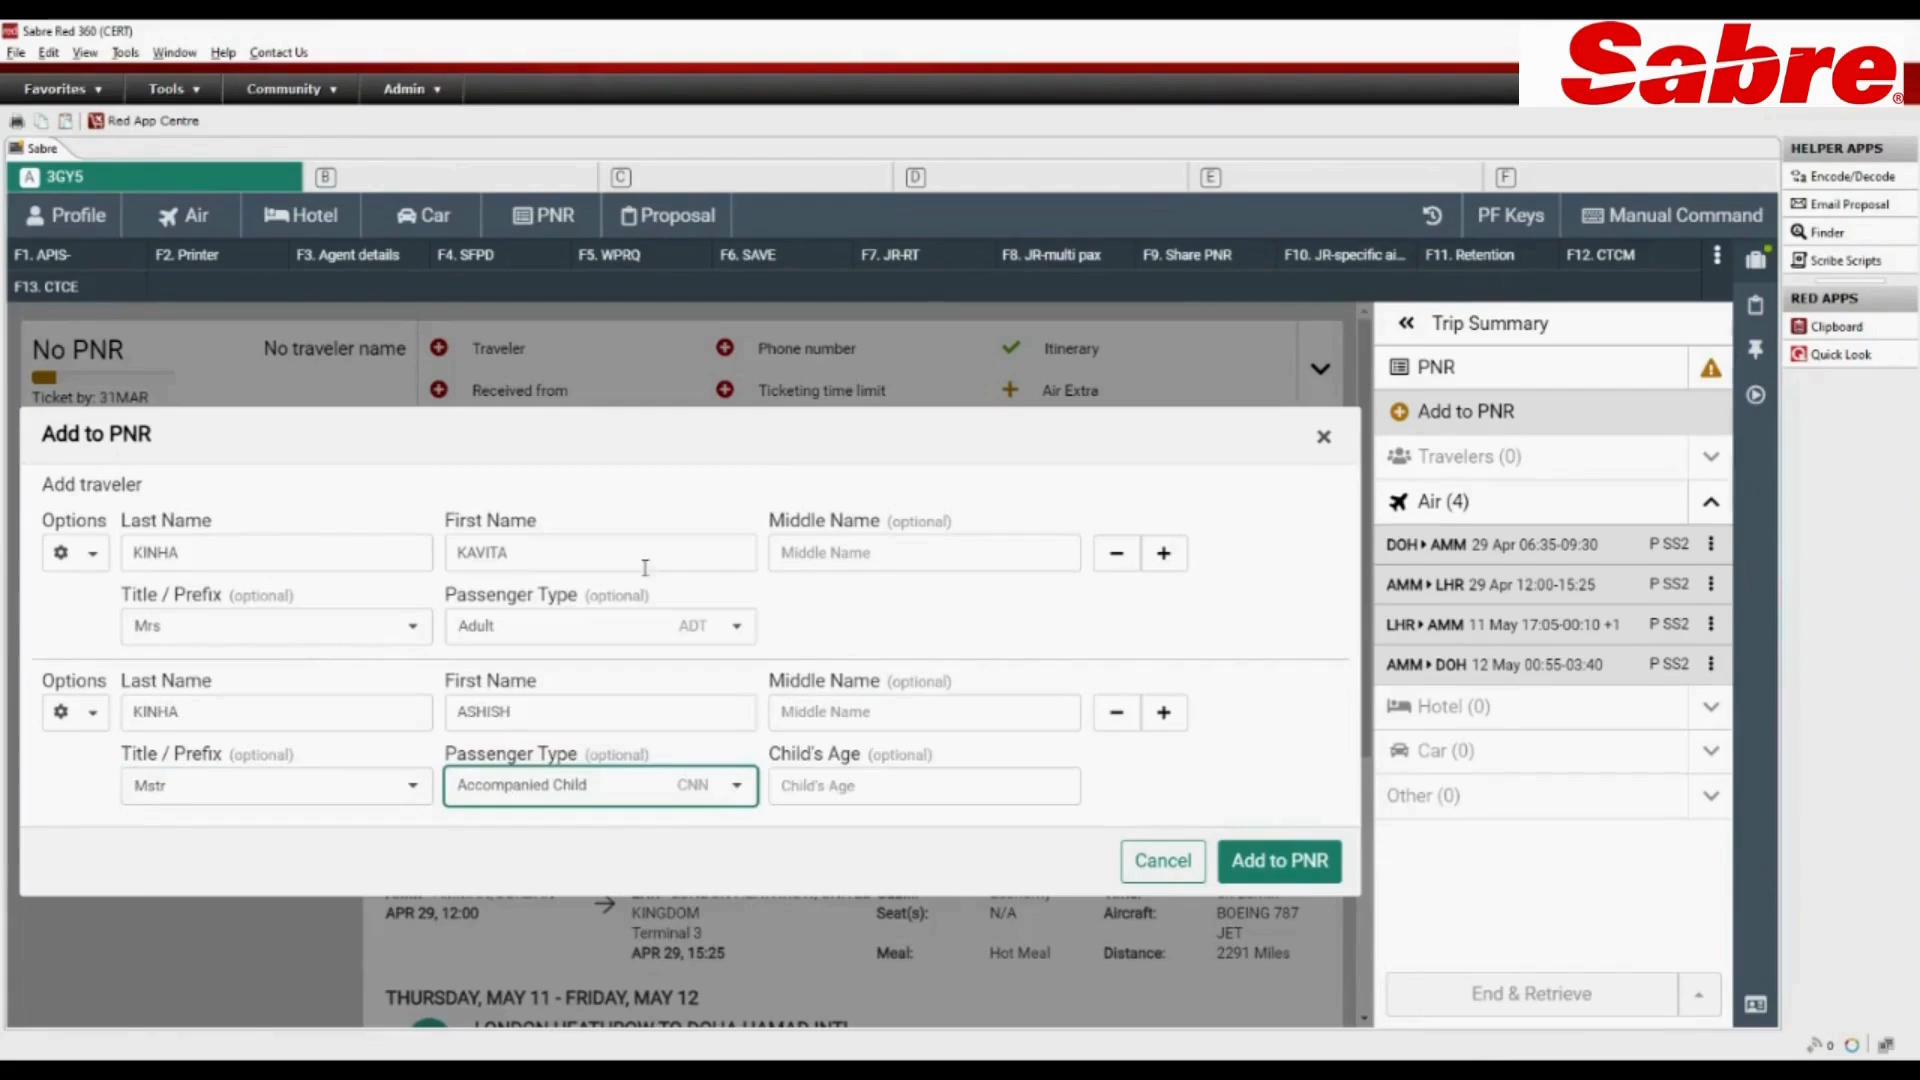 Sabre Red 360 (CERT)
File Edit View Tools Window Help Contact Us
Sabre®
Favorites Tools Community Admin
Red App Centre
Sabre
A 3GY5 B C D E F
Profile Air Hotel Car PNR Proposal PF Keys Manual Command
F1. APIS- F2. Printer F3. Agent details F4. SFPD F5. WPRQ F6. SAVE F7. JR-RT F8. JR-multi pax F9. Share PNR F10. JR-specific ai... F11. Retention F12. CTCM
F13. CTCE
HELPER APPS
Encode/Decode
Email Proposal
Finder
Scribe Scripts
RED APPS
Clipboard
Quick Look
No PNR No traveler name Traveler Phone number Itinerary
Ticket by: 31MAR Received from Ticketing time limit Air Extra
Add to PNR
Add traveler
Options Last Name First Name Middle Name (optional)
KINHA KAVITA Middle Name
Title / Prefix (optional) Passenger Type (optional)
Mrs Adult ADT
Options Last Name First Name Middle Name (optional)
KINHA ASHISH Middle Name
Title / Prefix (optional) Passenger Type (optional) Child's Age (optional)
Mstr Accompanied Child CNN Child's Age
Cancel Add to PNR
APR 29, 12:00 KINGDOM Seat(s): N/A Aircraft: BOEING 787
Terminal 3 JET
APR 29, 15:25 Meal: Hot Meal Distance: 2291 Miles
THURSDAY, MAY 11 - FRIDAY, MAY 12
Trip Summary
PNR
Add to PNR
Travelers (0)
Air (4)
DOH AMM 29 Apr 06:35-09:30 P SS2
AMM LHR 29 Apr 12:00-15:25 P SS2
LHR AMM 11 May 17:05-00:10 +1 P SS2
AMM DOH 12 May 00:55-03:40 P SS2
Hotel (0)
Car (0)
Other (0)
End & Retrieve
0